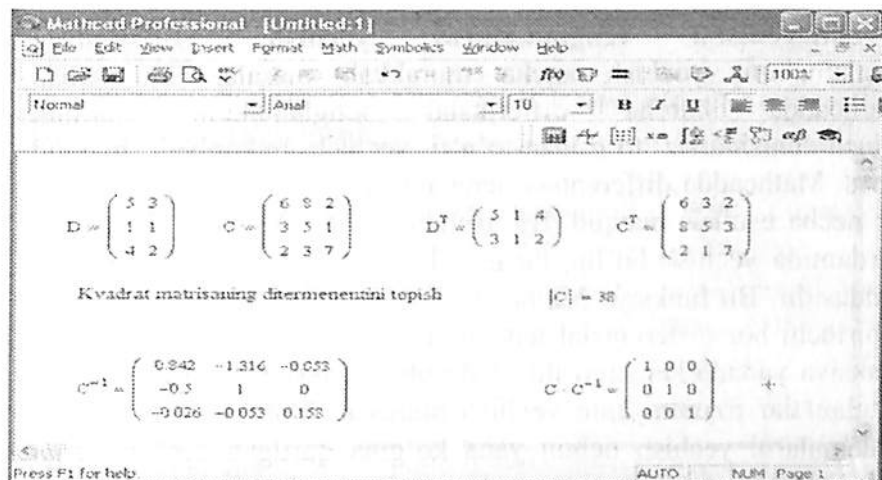 Mathcad Professional - [Untitled:1]
File Edit View Insert Format Math Symbolics Window Help
100%
Normal Arial 10 B I U
D := ( 5 3 1 1 4 2 ) C := ( 6 8 2 3 5 1 2 3 7 ) D^T = ( 5 1 4 3 1 2 ) C^T = ( 6 3 2 8 5 3 2 1 7 )
Kvadrat matrisaning ditermenentini topish |C| = 38
C^-1 = ( 0.842 -1.316 -0.053 -0.5 1 0 -0.026 -0.053 0.158 ) C · C^-1 = ( 1 0 0 0 1 0 0 0 1 )
Press F1 for help. AUTO NUM Page 1